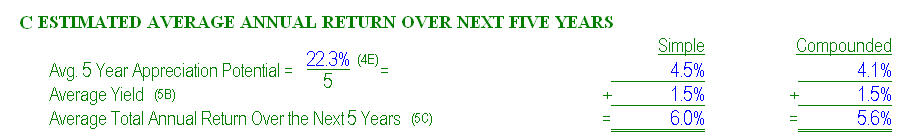 C ESTIMATED AVERAGE ANNUAL RETURN OVER NEXT FIVE YEARS
Simple Compounded
Avg. 5 Year Appreciation Potential = 22.3% (4E) = 4.5% 4.1%
5
Average Yield (5B) + 1.5% + 1.5%
Average Total Annual Return Over the Next 5 Years (5C) = 6.0% = 5.6%